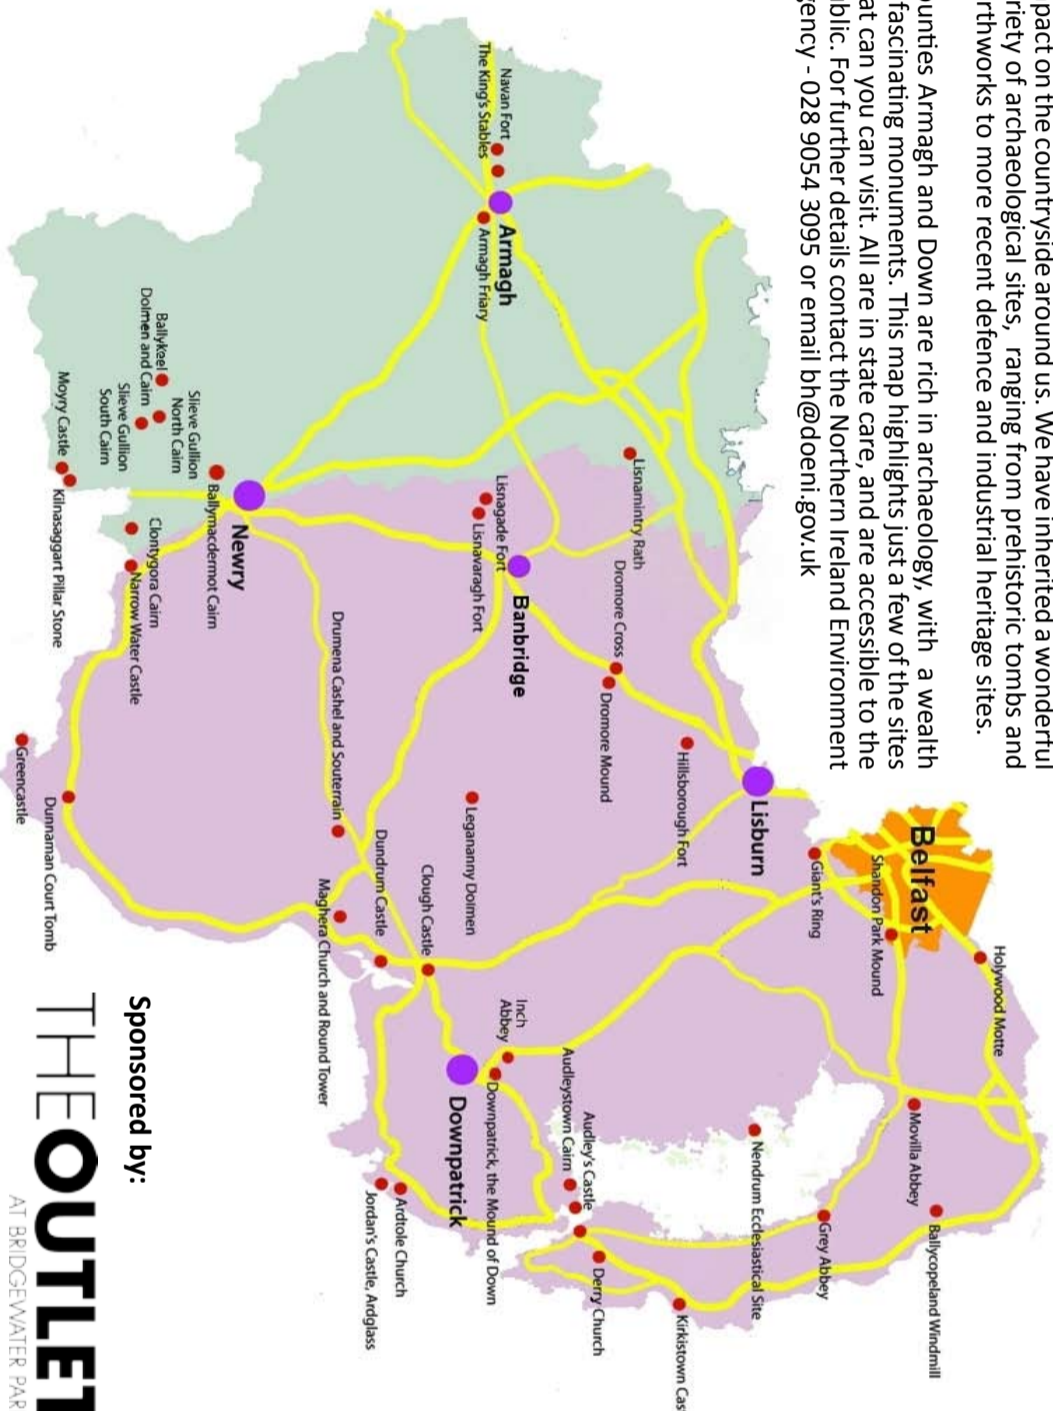 pact on the countryside around us. We have inherited a wonderful
riety of archaeological sites, ranging from prehistoric tombs and
rthworks to more recent defence and industrial heritage sites.
ounties Armagh and Down are rich in archaeology, with a wealth
fascinating monuments. This map highlights just a few of the sites
at can you can visit. All are in state care, and are accessible to the
blic. For further details contact the Northern Ireland Environment
gency - 028 9054 3095 or email bh@doeni.gov.uk
Belfast
Holywood Motte
Shandon Park Mound
Giant's Ring
Movilla Abbey
Ballycopeland Windmill
Grey Abbey
Lisburn
Nendrum Ecclesiastical Site
Hillsborough Fort
Kirkistown Cas
Lisnamintry Rath
Dromore Cross
Dromore Mound
Derry Church
Audley's Castle
Audleystown Cairn
Navan Fort
The King's Stables
Armagh
Armagh Friary
Lisnagade Fort
Lisnavaragh Fort
Banbridge
Legananny Dolmen
Inch
Abbey
Downpatrick, the Mound of Down
Downpatrick
Clough Castle
Dundrum Castle
Ardtole Church
Jordan's Castle, Ardglass
Drumena Cashel and Souterrain
Maghera Church and Round Tower
Newry
Ballymacdermot Cairn
Slieve Gullion
North Cairn
Ballykeel
Dolmen and Cairn
Slieve Gullion
South Cairn
Clontygora Cairn
Narrow Water Castle
Moyry Castle
Kilnasaggart Pillar Stone
Dunnaman Court Tomb
Greencastle
Sponsored by:
THE OUTLET
AT BRIDGEWATER PAR